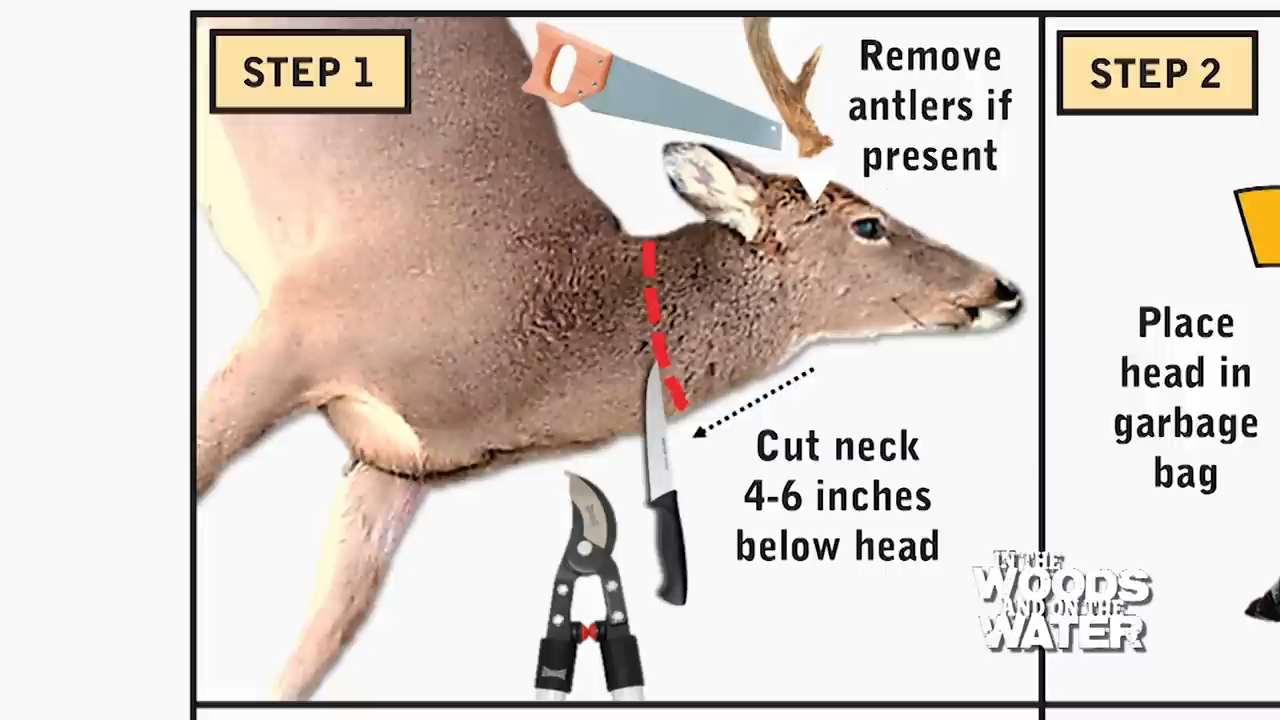 STEP 1
Remove
antlers if
present
Cut neck
4-6 inches
below head
STEP 2
Place
head in
garbage
bag
IN THE
WOODS
AND ON THE
WATER